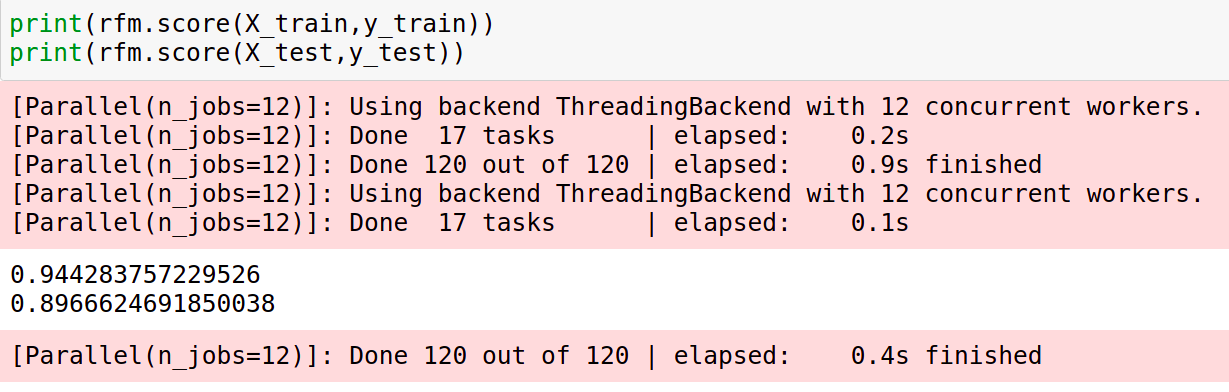 print(rfm.score(X_train,y_train))
print(rfm.score(X_test,y_test))
[Parallel(n_jobs=12)]: Using backend ThreadingBackend with 12 concurrent workers.
[Parallel(n_jobs=12)]: Done  17 tasks      | elapsed:    0.2s
[Parallel(n_jobs=12)]: Done 120 out of 120 | elapsed:    0.9s finished
[Parallel(n_jobs=12)]: Using backend ThreadingBackend with 12 concurrent workers.
[Parallel(n_jobs=12)]: Done  17 tasks      | elapsed:    0.1s
0.944283757229526
0.8966624691850038
[Parallel(n_jobs=12)]: Done 120 out of 120 | elapsed:    0.4s finished